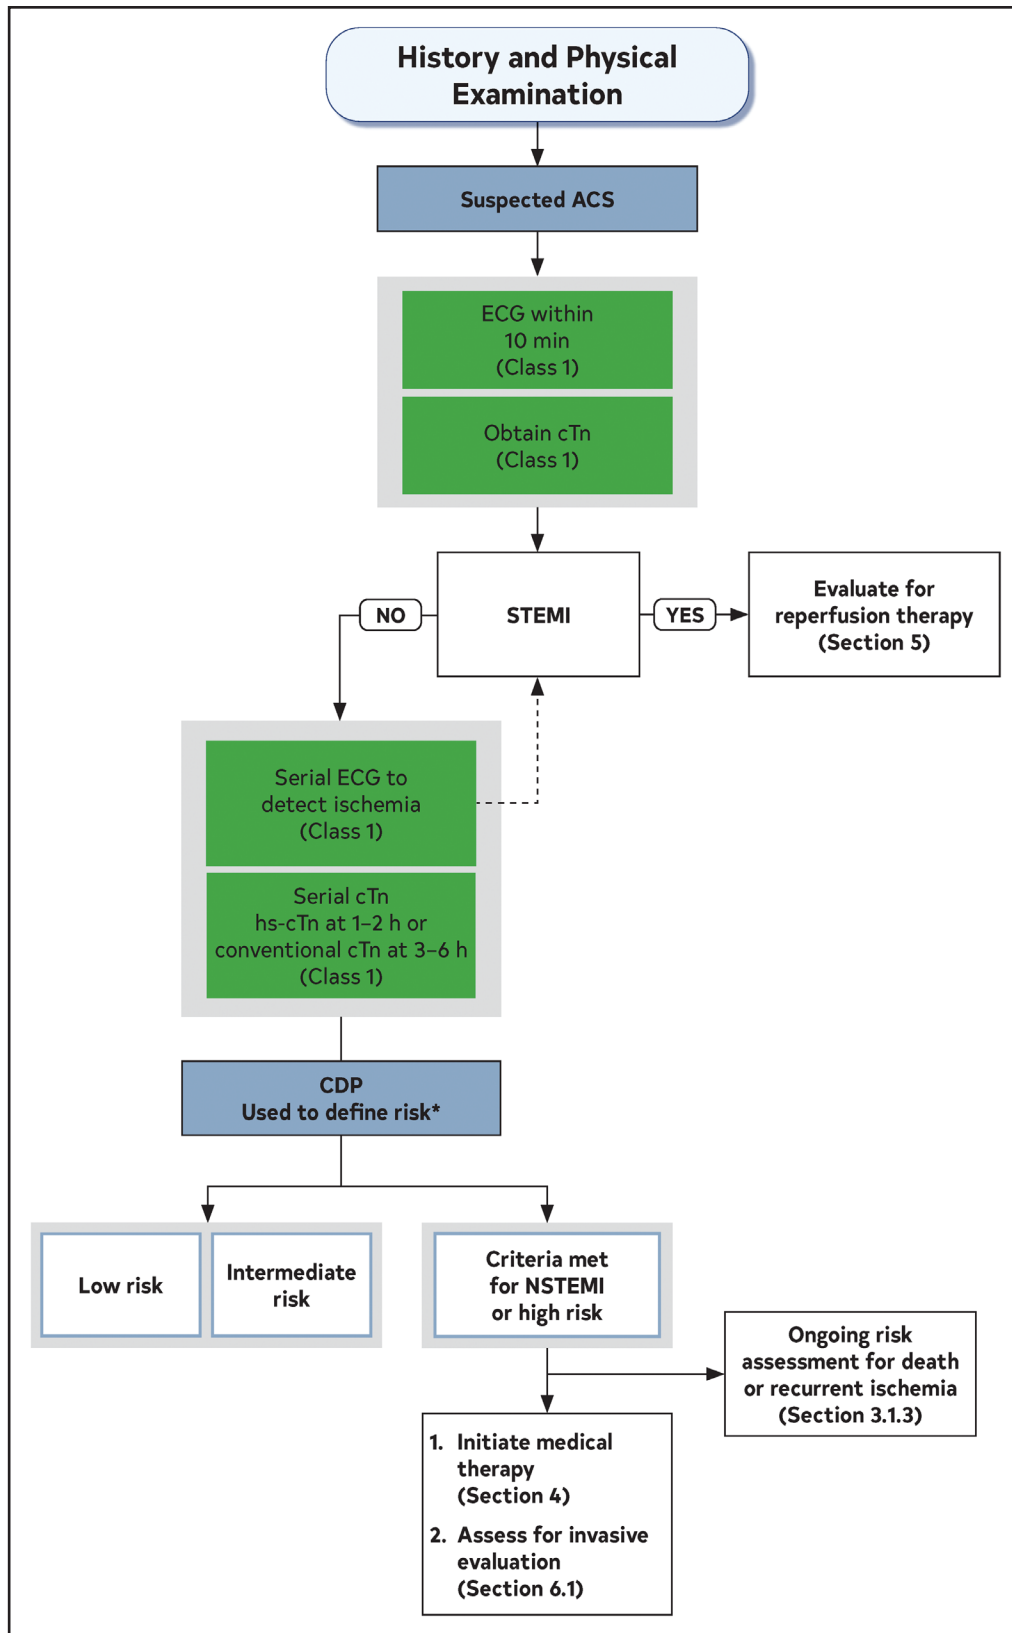 History and Physical
Examination
Suspected ACS
ECG within
10 min
(Class 1)
Obtain cTn
(Class 1)
STEMI
NO
YES
Evaluate for
reperfusion therapy
(Section 5)
Serial ECG to
detect ischemia
(Class 1)
Serial cTn
hs-cTn at 1–2 h or
conventional cTn at 3–6 h
(Class 1)
CDP
Used to define risk*
Low risk
Intermediate
risk
Criteria met
for NSTEMI
or high risk
Ongoing risk
assessment for death
or recurrent ischemia
(Section 3.1.3)
1. Initiate medical
therapy
(Section 4)
2. Assess for invasive
evaluation
(Section 6.1)